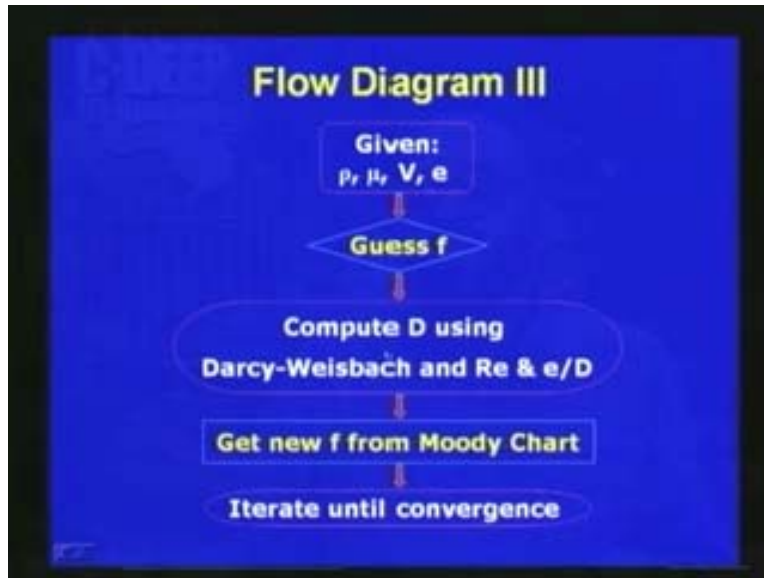 C-DEEP
Flow Diagram III
Given:
ρ, μ, V, e
Guess f
Compute D using
Darcy-Weisbach and Re & e/D
Get new f from Moody Chart
Iterate until convergence